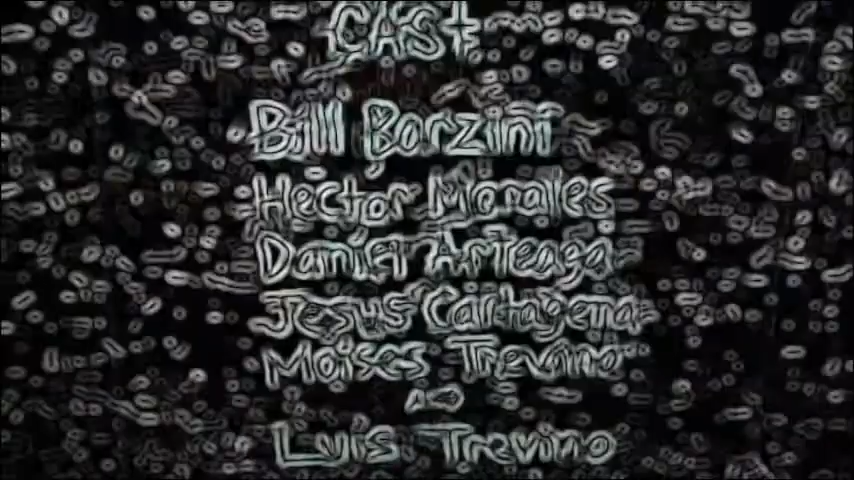 CAST
Bill Borzini
Hector Morales
Daniel Arteaga
Jesus Cartagena
Moises Trevino
Luis Trevino